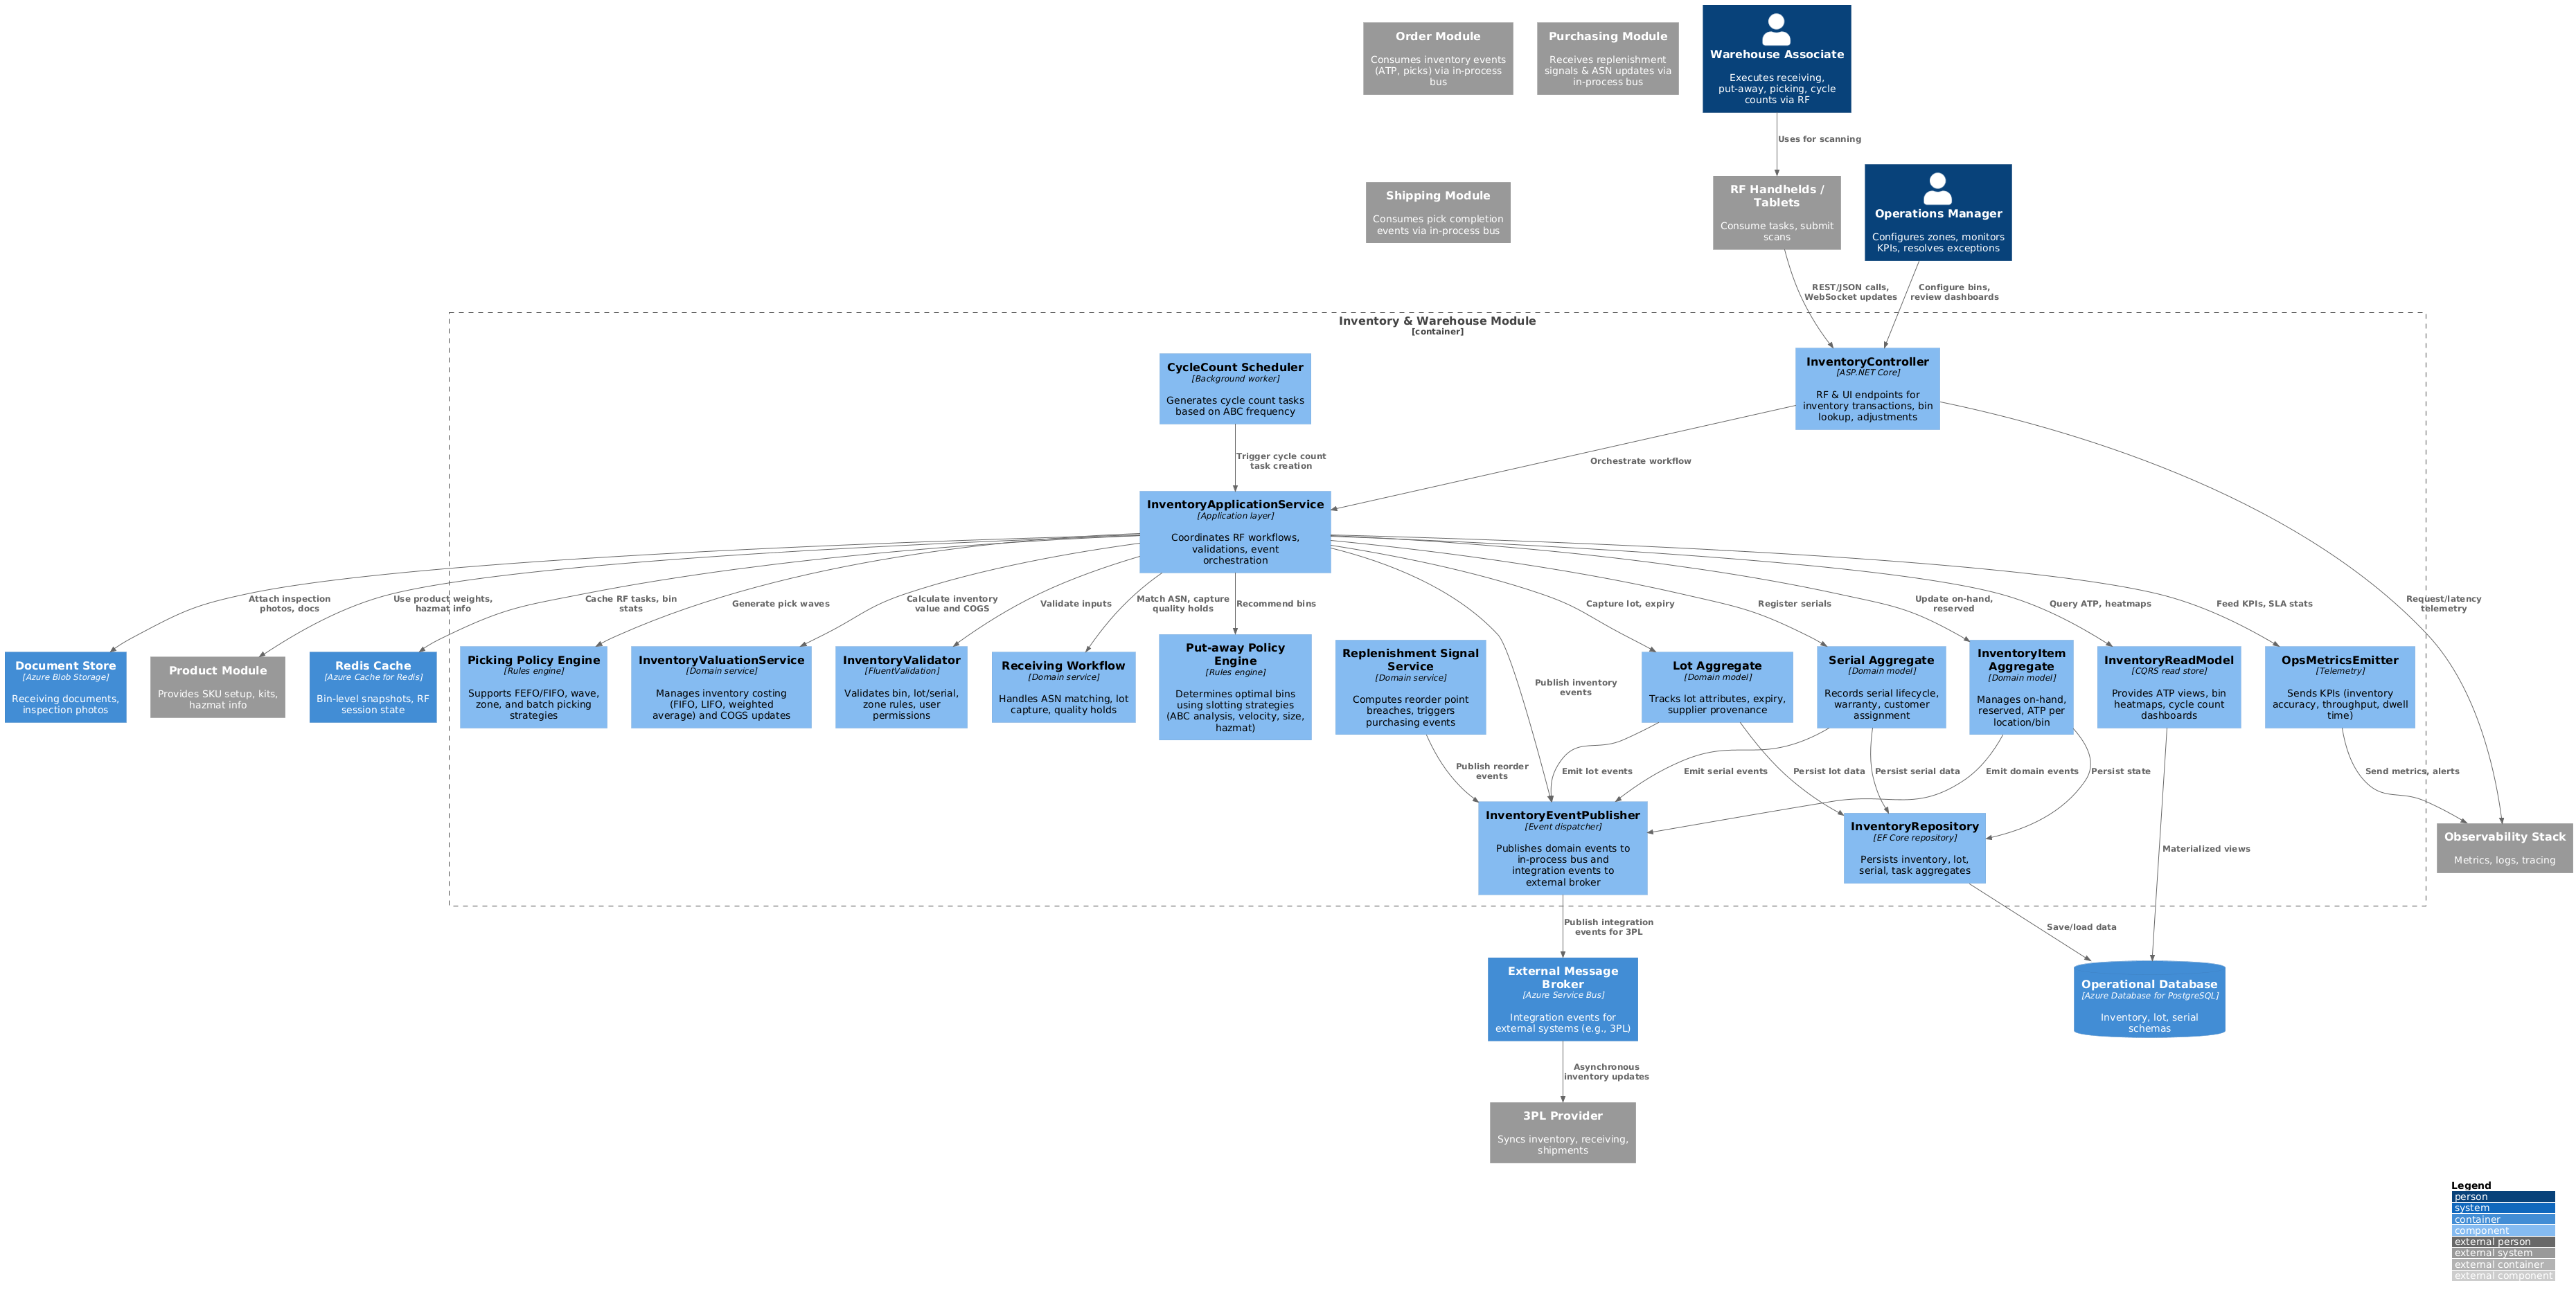 Order Module
Consumes inventory events
(ATP, picks) via in-process
bus
Purchasing Module
Receives replenishment
signals & ASN updates via
in-process bus
Warehouse Associate
Executes receiving,
put-away, picking, cycle
counts via RF
Uses for scanning
Shipping Module
Consumes pick completion
events via in-process bus
RF Handhelds /
Tablets
Consume tasks, submit
scans
Operations Manager
Configures zones, monitors
KPIs, resolves exceptions
REST/JSON calls,
WebSocket updates
Configure bins,
review dashboards
Inventory & Warehouse Module
[container]
CycleCount Scheduler
[Background worker]
Generates cycle count tasks
based on ABC frequency
InventoryController
[ASP.NET Core]
RF & UI endpoints for
inventory transactions, bin
lookup, adjustments
Trigger cycle count
task creation
Orchestrate workflow
InventoryApplicationService
[Application layer]
Coordinates RF workflows,
validations, event
orchestration
Attach inspection
photos, docs
Use product weights,
hazmat info
Cache RF tasks, bin
stats
Generate pick waves
Calculate inventory
value and COGS
Validate inputs
Match ASN, capture
quality holds
Recommend bins
Capture lot, expiry
Register serials
Update on-hand,
reserved
Query ATP, heatmaps
Feed KPIs, SLA stats
Request/latency
telemetry
Document Store
[Azure Blob Storage]
Receiving documents,
inspection photos
Product Module
Provides SKU setup, kits,
hazmat info
Redis Cache
[Azure Cache for Redis]
Bin-level snapshots, RF
session state
Picking Policy Engine
[Rules engine]
Supports FEFO/FIFO, wave,
zone, and batch picking
strategies
InventoryValuationService
[Domain service]
Manages inventory costing
(FIFO, LIFO, weighted
average) and COGS updates
InventoryValidator
[FluentValidation]
Validates bin, lot/serial,
zone rules, user
permissions
Receiving Workflow
[Domain service]
Handles ASN matching, lot
capture, quality holds
Put-away Policy
Engine
[Rules engine]
Determines optimal bins
using slotting strategies
(ABC analysis, velocity, size,
hazmat)
Replenishment Signal
Service
[Domain service]
Computes reorder point
breaches, triggers
purchasing events
Publish inventory
events
Lot Aggregate
[Domain model]
Tracks lot attributes, expiry,
supplier provenance
Serial Aggregate
[Domain model]
Records serial lifecycle,
warranty, customer
assignment
InventoryItem
Aggregate
[Domain model]
Manages on-hand,
reserved, ATP per
location/bin
InventoryReadModel
[CQRS read store]
Provides ATP views, bin
heatmaps, cycle count
dashboards
OpsMetricsEmitter
[Telemetry]
Sends KPIs (inventory
accuracy, throughput, dwell
time)
Publish reorder
events
Emit lot events
Emit serial events
Persist lot data
Persist serial data
Emit domain events
Persist state
Send metrics, alerts
InventoryEventPublisher
[Event dispatcher]
Publishes domain events to
in-process bus and
integration events to
external broker
InventoryRepository
[EF Core repository]
Persists inventory, lot,
serial, task aggregates
Materialized views
Observability Stack
Metrics, logs, tracing
Publish integration
events for 3PL
Save/load data
External Message
Broker
[Azure Service Bus]
Integration events for
external systems (e.g., 3PL)
Operational Database
[Azure Database for PostgreSQL]
Inventory, lot, serial
schemas
Asynchronous
inventory updates
3PL Provider
Syncs inventory, receiving,
shipments
Legend
person
system
container
component
external person
external system
external container
external component